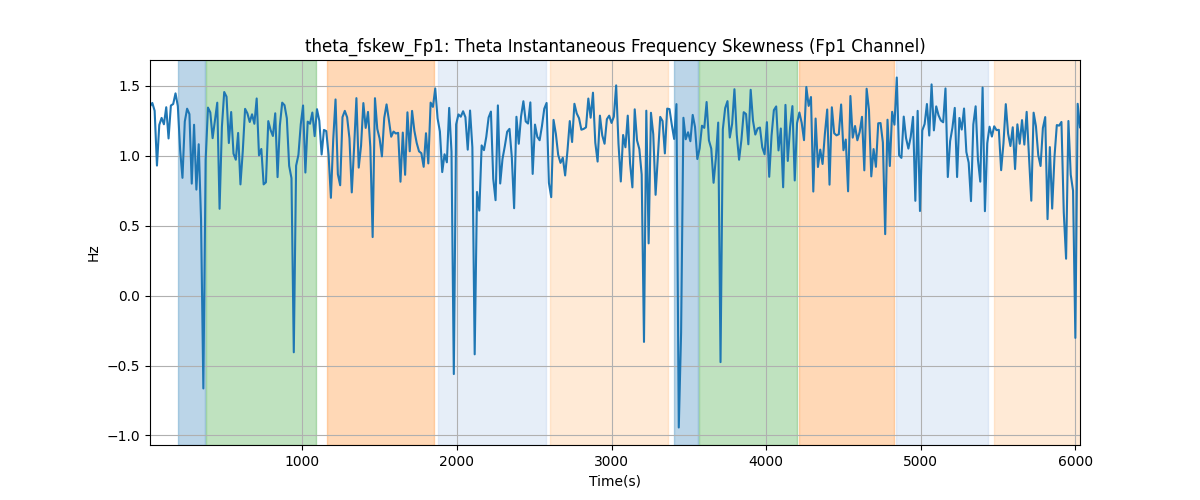 theta_fskew_Fp1: Theta Instantaneous Frequency Skewness (Fp1 Channel)
1.5
1.0
0.5
0.0
−0.5
−1.0
Hz
1000 2000 3000 4000 5000 6000
Time(s)